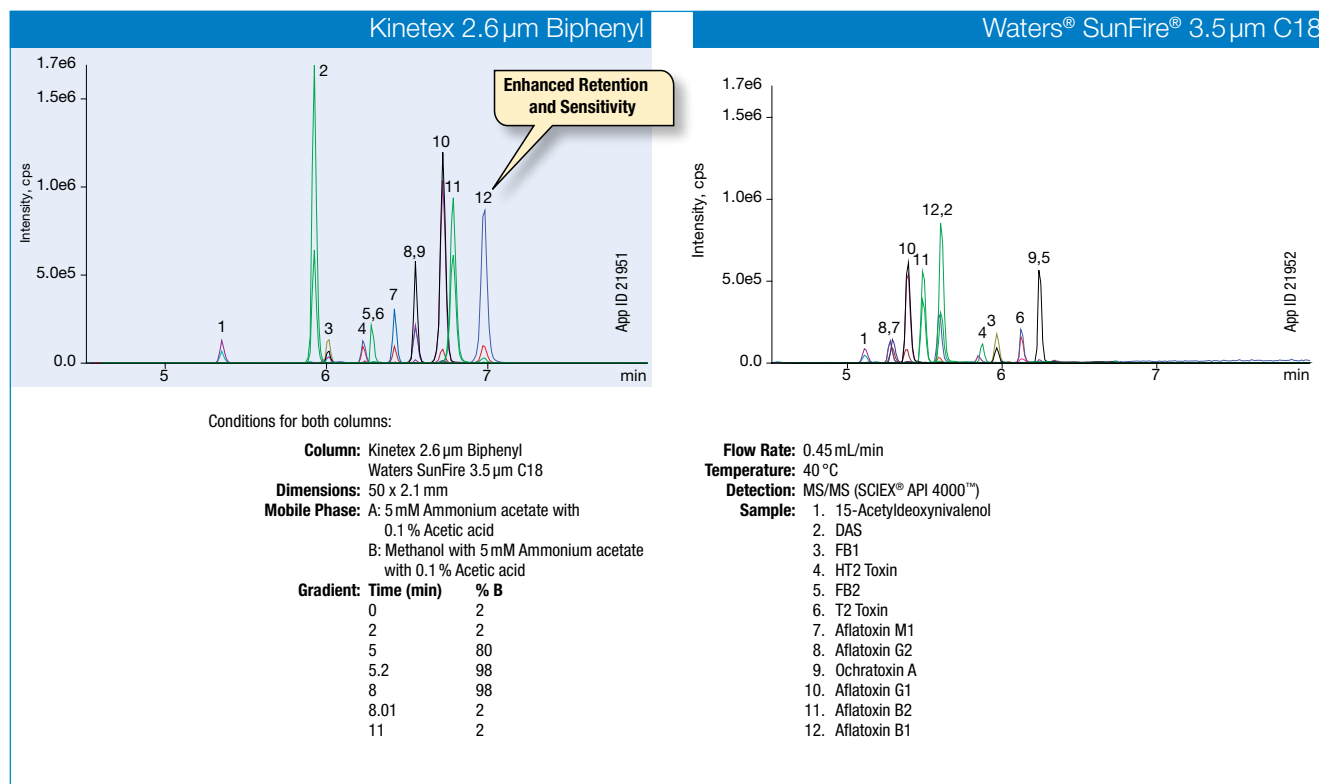 Kinetex 2.6 µm Biphenyl
1.7e6
1.5e6
1.0e6
5.0e5
0.0
Intensity, cps
2
Enhanced Retention
and Sensitivity
10
11
12
8,9
7
5,6
1
3
4
App ID 21951
5
6
7
min
Waters® SunFire® 3.5 µm C18
1.7e6
1.5e6
1.0e6
5.0e5
0.0
Intensity, cps
12,2
10
11
9,5
8,7
1
4
3
6
App ID 21952
5
6
7
min
Conditions for both columns:
Column: Kinetex 2.6 µm Biphenyl
Waters SunFire 3.5 µm C18
Dimensions: 50 x 2.1 mm
Mobile Phase: A: 5 mM Ammonium acetate with
0.1 % Acetic acid
B: Methanol with 5 mM Ammonium acetate
with 0.1 % Acetic acid
Gradient: Time (min) % B
0 2
2 2
5 80
5.2 98
8 98
8.01 2
11 2
Flow Rate: 0.45 mL/min
Temperature: 40 °C
Detection: MS/MS (SCIEX® API 4000™)
Sample: 1. 15-Acetyldeoxynivalenol
2. DAS
3. FB1
4. HT2 Toxin
5. FB2
6. T2 Toxin
7. Aflatoxin M1
8. Aflatoxin G2
9. Ochratoxin A
10. Aflatoxin G1
11. Aflatoxin B2
12. Aflatoxin B1